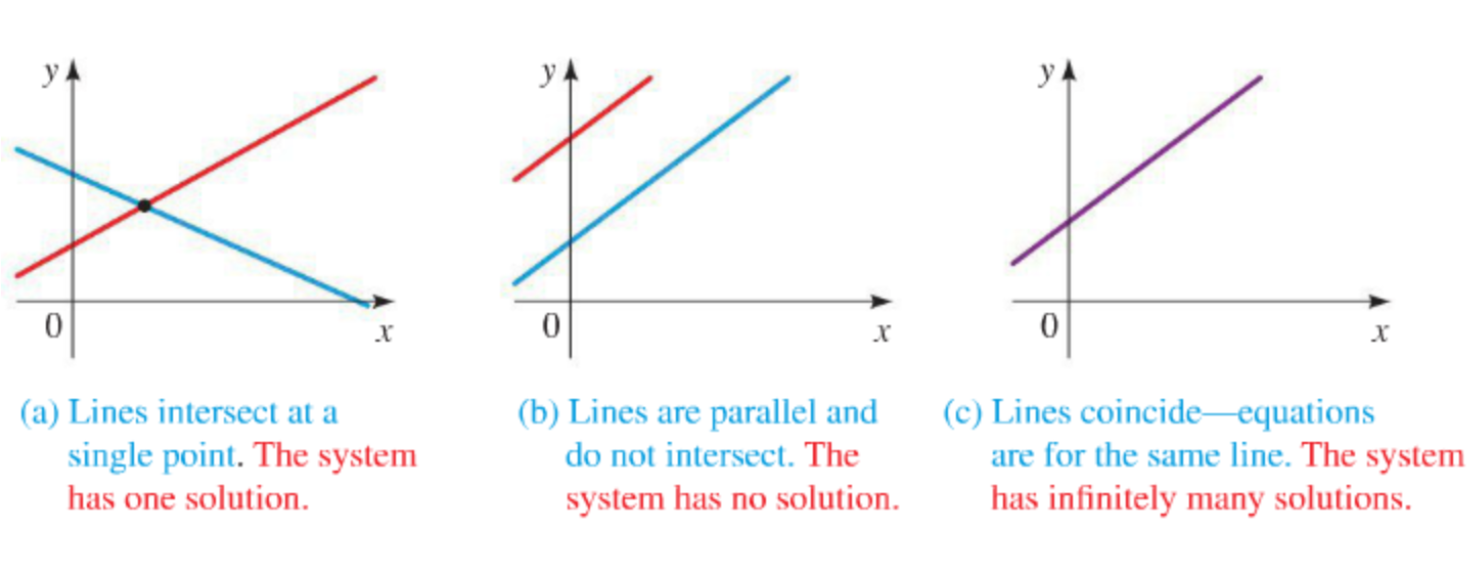 y
0
x
(a) Lines intersect at a
single point. The system
has one solution.
y
0
x
(b) Lines are parallel and
do not intersect. The
system has no solution.
y
0
x
(c) Lines coincide—equations
are for the same line. The system
has infinitely many solutions.